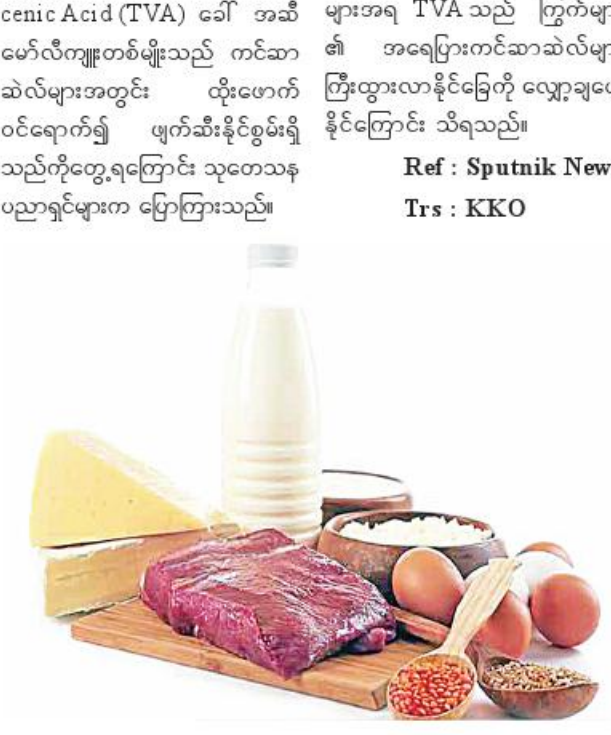 cenic Acid (TVA) ခေါ် အဆီ
မော်လီကျူးတစ်မျိုးသည် ကင်ဆာ
ဆဲလ်များအတွင်း ထိုးဖောက်
ဝင်ရောက်၍ ဖျက်ဆီးနိုင်စွမ်းရှိ
သည်ကိုတွေ့ရကြောင်း သုတေသန
ပညာရှင်များက ပြောကြားသည်။
များအရ TVA သည် ကြွက်များ
၏ အရေပြားကင်ဆာဆဲလ်များ
ကြီးထွားလာနိုင်ခြေကို လျှော့ချပေး
နိုင်ကြောင်း သိရသည်။
Ref : Sputnik New
Trs : KKO